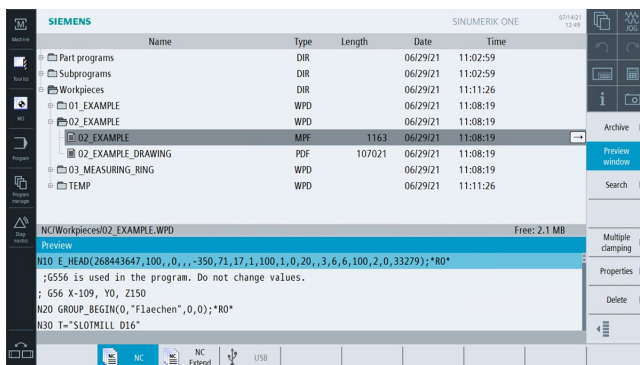 SIEMENS SINUMERIK ONE 07/14/21 12:49
JOG
Machine
Name Type Length Date Time
Part programs DIR 06/29/21 11:02:59
Subprograms DIR 06/29/21 11:02:59
Workpieces DIR 06/29/21 11:11:26
01_EXAMPLE WPD 06/29/21 11:08:19
02_EXAMPLE WPD 06/29/21 11:08:19
02_EXAMPLE MPF 1163 06/29/21 11:08:19
02_EXAMPLE_DRAWING PDF 107021 06/29/21 11:08:19
03_MEASURING_RING WPD 06/29/21 11:08:19
TEMP WPD 06/29/21 11:11:26
NC/Workpieces/02_EXAMPLE.WPD Free: 2.1 MB
Preview
N10 E_HEAD(268443647,100,,0,,,-350,71,17,1,100,1,0,20,,3,6,6,100,2,0,33279);*RO*
;G556 is used in the program. Do not change values.
; G56 X-109, Y0, Z150
N20 GROUP_BEGIN(0,"Flaechen",0,0);*RO*
N30 T="SLOTMILL D16"
Tool list
WO
Program
Program
manager
Diag-
nostics
Archive
Preview
window
Search
Multiple
clamping
Properties
Delete
NC
NC
Extend
USB